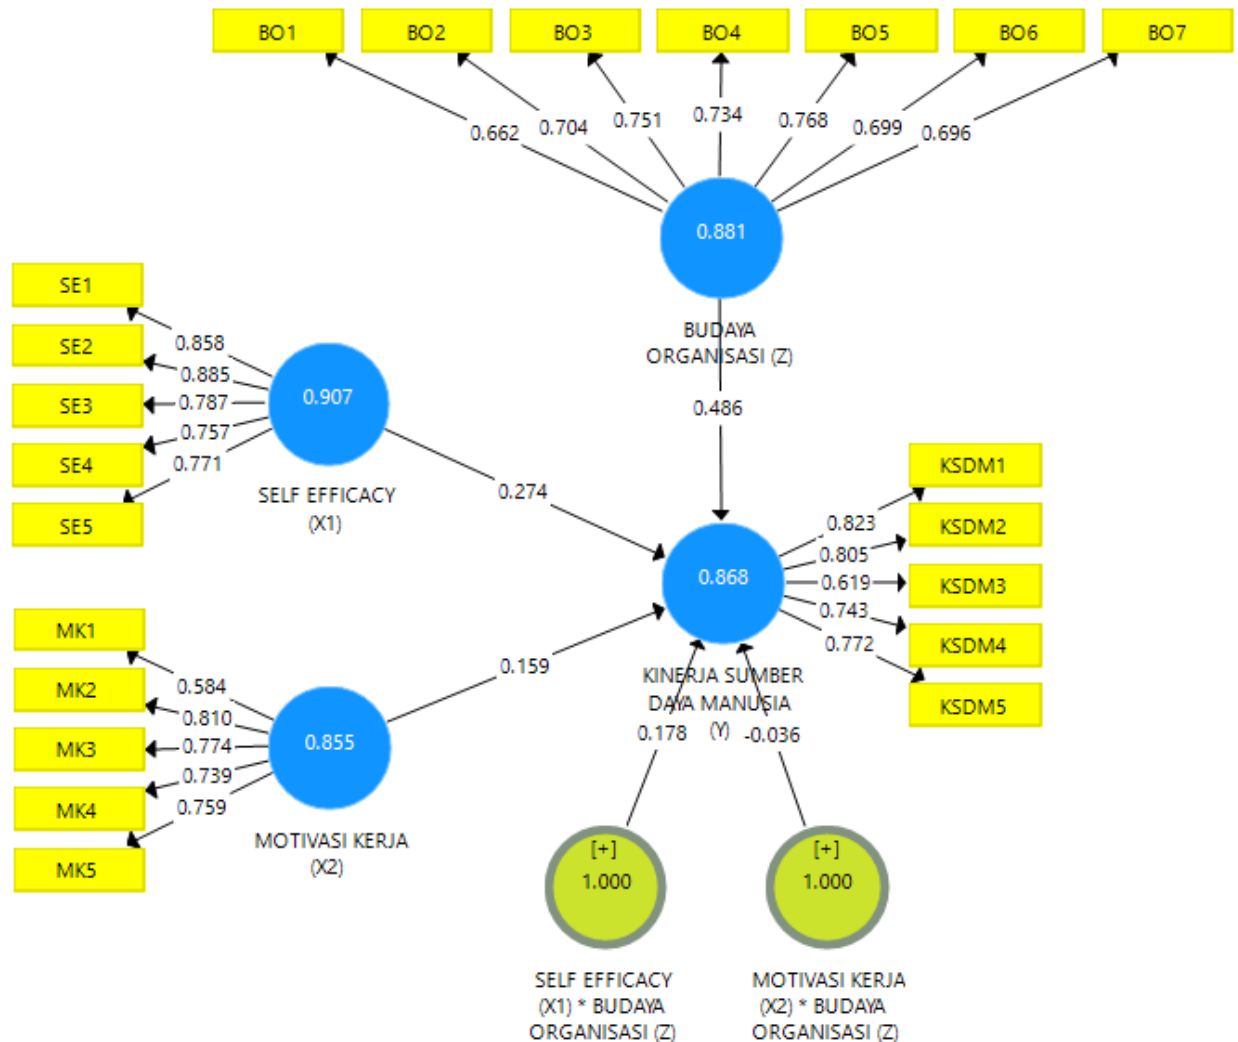 BO1 BO2 BO3 BO4 BO5 BO6 BO7
0.662 0.704 0.751 0.734 0.768 0.699 0.696
0.881
BUDAYA
ORGANISASI (Z)
0.486
SE1
SE2
SE3
SE4
SE5
0.858
0.885
0.787
0.757
0.771
0.907
SELF EFFICACY
(X1)
0.274
MK1
MK2
MK3
MK4
MK5
0.584
0.810
0.774
0.739
0.759
0.855
MOTIVASI KERJA
(X2)
0.159
0.868
KINERJA SUMBER
DAYA MANUSIA
(Y)
0.823
0.805
0.619
0.743
0.772
KSDM1
KSDM2
KSDM3
KSDM4
KSDM5
0.178 -0.036
[+]
1.000
SELF EFFICACY
(X1) * BUDAYA
ORGANISASI (Z)
[+]
1.000
MOTIVASI KERJA
(X2) * BUDAYA
ORGANISASI (Z)